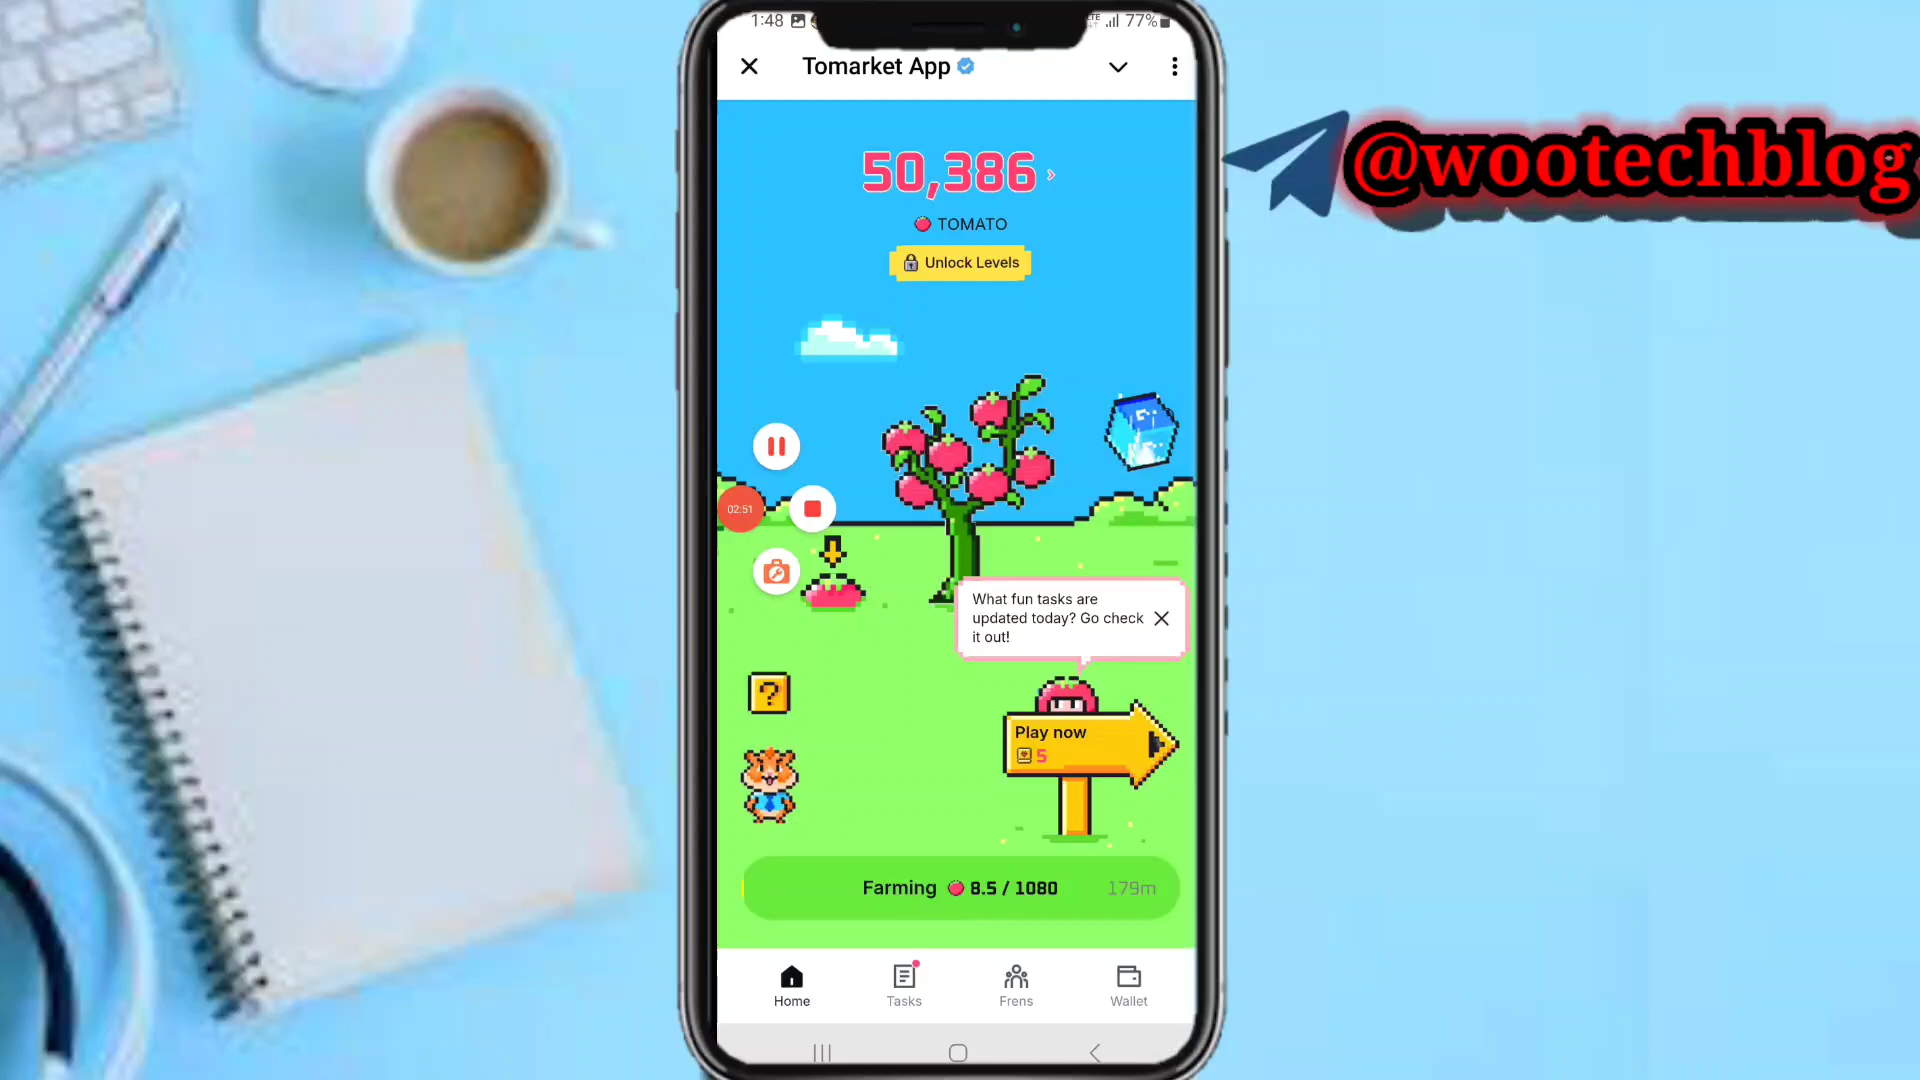 1:48
LTE
77%
Tomarket App
@wootechblog
50,386
TOMATO
Unlock Levels
02:51
What fun tasks are
updated today? Go check
it out!
?
Play now
5
Farming 8.5 / 1080 179m
Home
Tasks
Frens
Wallet